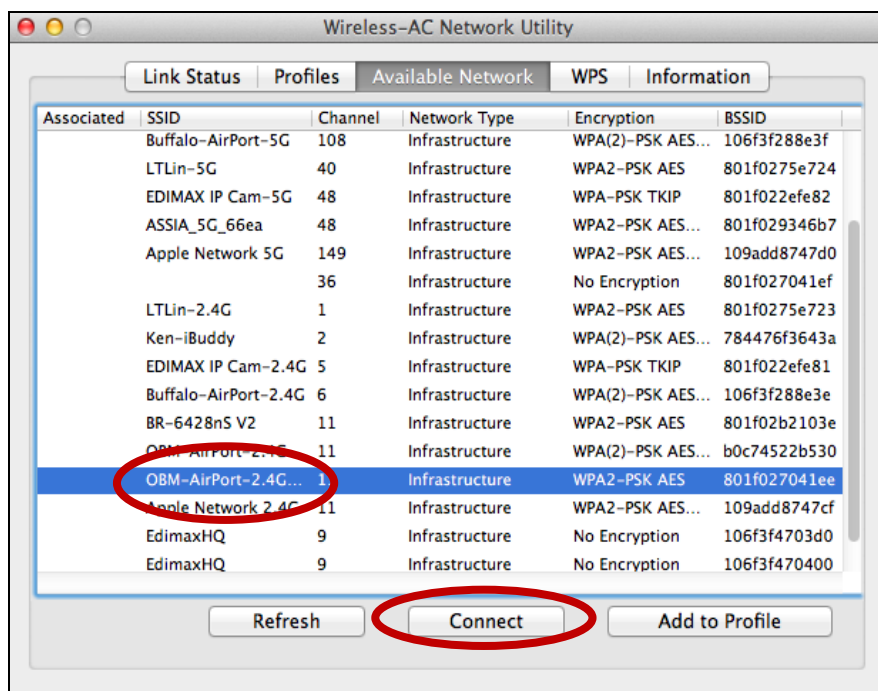 Wireless-AC Network Utility
Link Status Profiles Available Network WPS Information
Associated SSID Channel Network Type Encryption BSSID
Buffalo-AirPort-5G 108 Infrastructure WPA(2)-PSK AES... 106f3f288e3f
LTLin-5G 40 Infrastructure WPA2-PSK AES 801f0275e724
EDIMAX IP Cam-5G 48 Infrastructure WPA-PSK TKIP 801f022efe82
ASSIA_5G_66ea 48 Infrastructure WPA2-PSK AES... 801f029346b7
Apple Network 5G 149 Infrastructure WPA2-PSK AES... 109add8747d0
36 Infrastructure No Encryption 801f027041ef
LTLin-2.4G 1 Infrastructure WPA2-PSK AES 801f0275e723
Ken-iBuddy 2 Infrastructure WPA(2)-PSK AES... 784476f3643a
EDIMAX IP Cam-2.4G 5 Infrastructure WPA-PSK TKIP 801f022efe81
Buffalo-AirPort-2.4G 6 Infrastructure WPA(2)-PSK AES... 106f3f288e3e
BR-6428nS V2 11 Infrastructure WPA2-PSK AES 801f02b2103e
OBM-AirPort-2.4G 11 Infrastructure WPA(2)-PSK AES... b0c74522b530
OBM-AirPort-2.4G... Infrastructure WPA2-PSK AES 801f027041ee
Apple Network 2.4G 11 Infrastructure WPA2-PSK AES... 109add8747cf
EdimaxHQ 9 Infrastructure No Encryption 106f3f4703d0
EdimaxHQ 9 Infrastructure No Encryption 106f3f470400
Refresh Connect Add to Profile